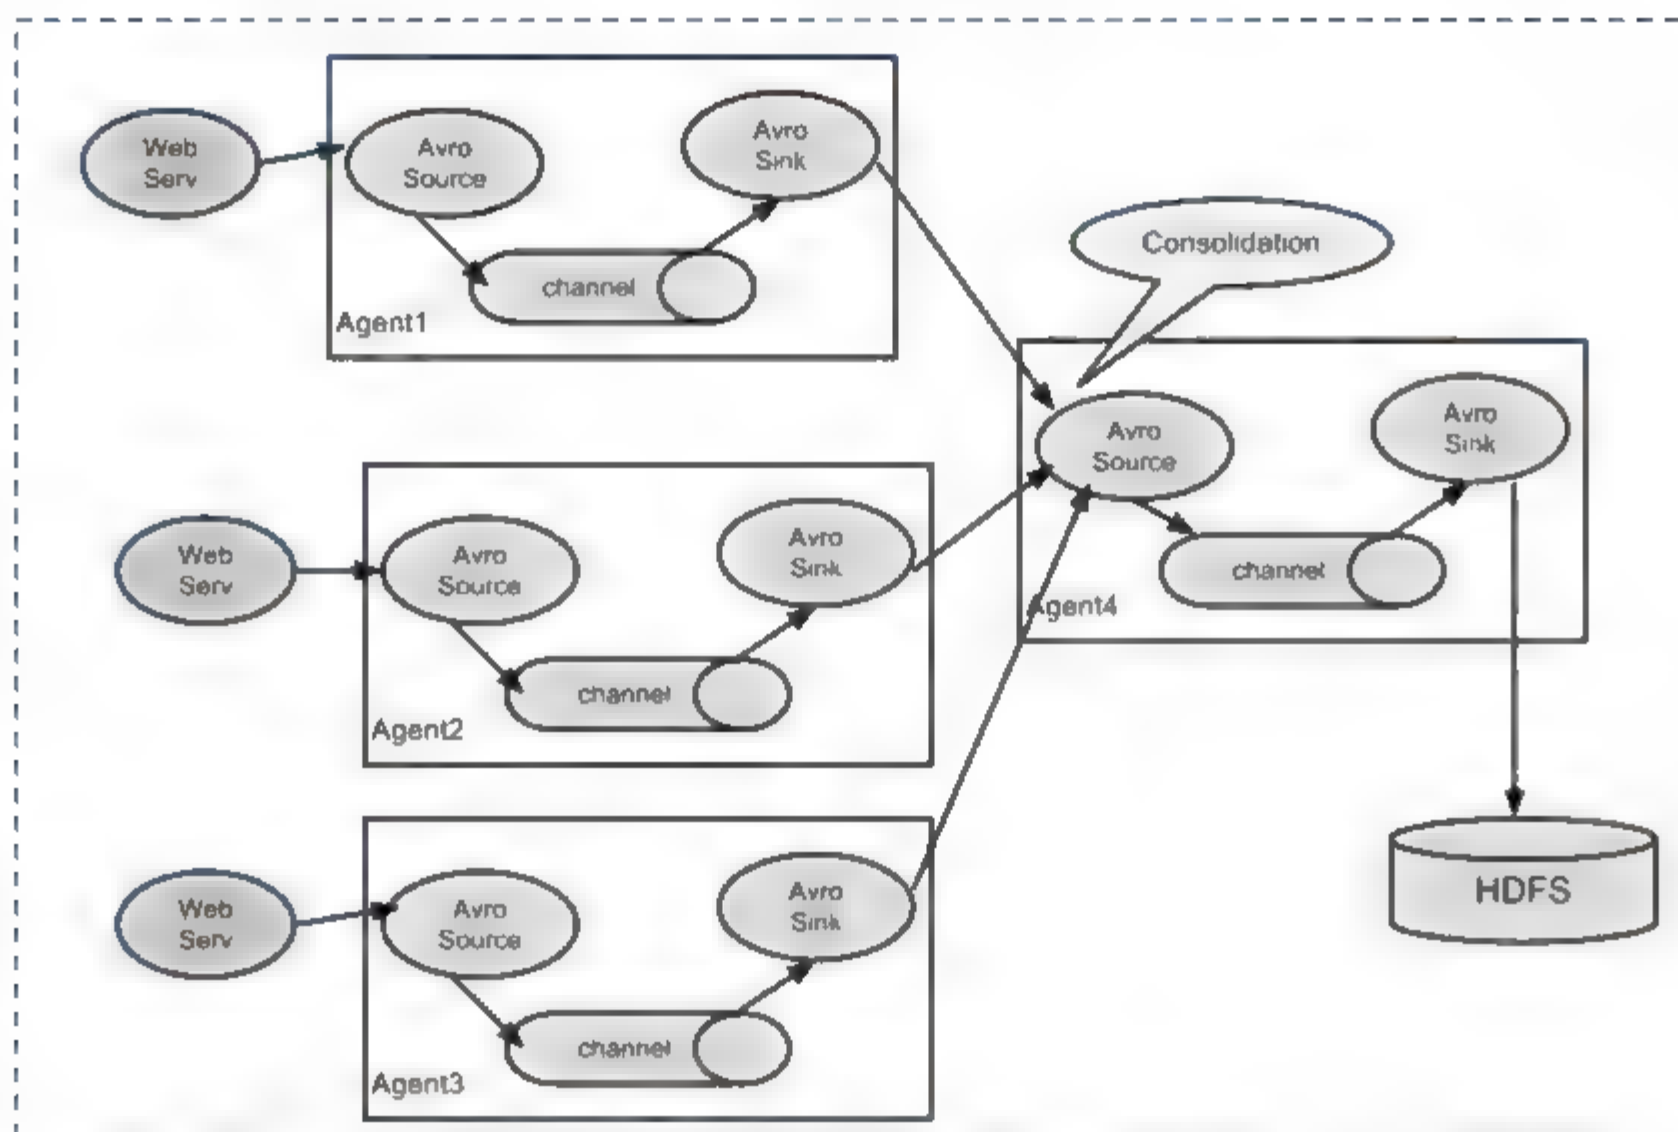 Web
Serv
Avro
Source
Avro
Sink
channel
Agent1
Consolidation
Avro
Source
Avro
Sink
channel
Agent4
Web
Serv
Avro
Source
Avro
Sink
channel
Agent2
HDFS
Web
Serv
Avro
Source
Avro
Sink
channel
Agent3